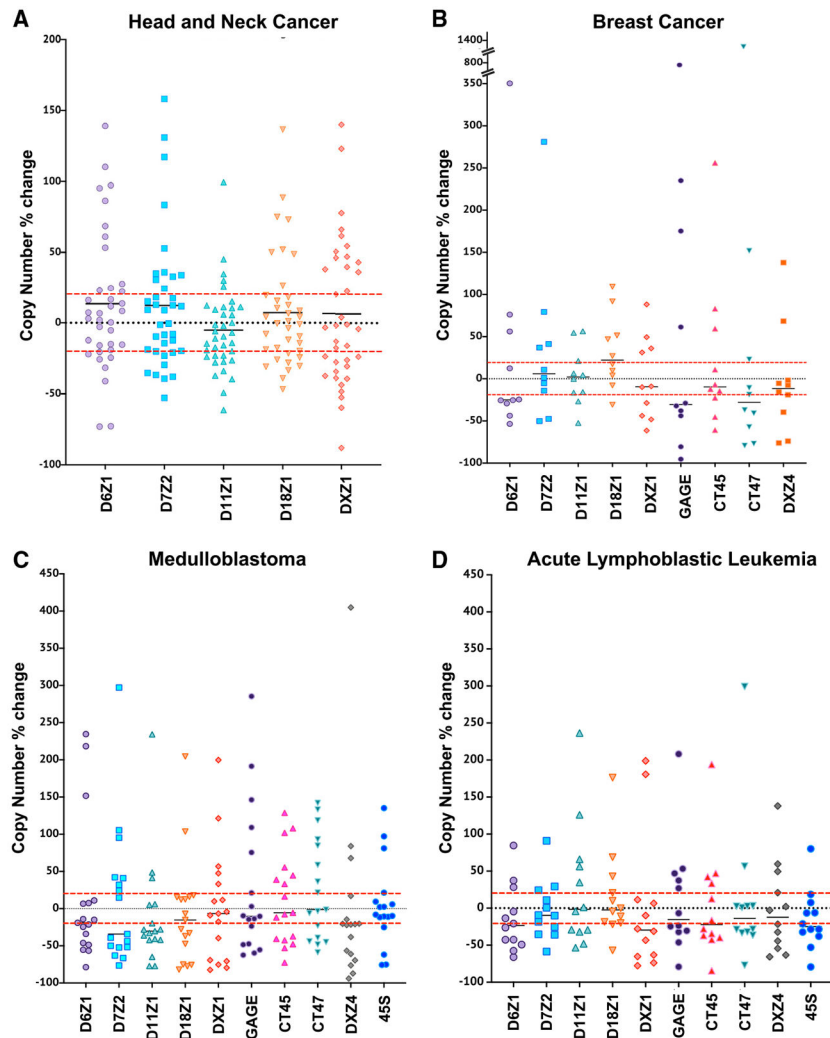 A
Head and Neck Cancer
Copy Number % change
200
150
100
50
0
-50
-100
D6Z1
D7Z2
D11Z1
D18Z1
DXZ1
B
Breast Cancer
Copy Number % change
1400
800
350
300
250
200
150
100
50
0
-50
-100
D6Z1
D7Z2
D11Z1
D18Z1
DXZ1
GAGE
CT45
CT47
DXZ4
C
Medulloblastoma
Copy Number % change
450
400
350
300
250
200
150
100
50
0
-50
-100
D6Z1
D7Z2
D11Z1
D18Z1
DXZ1
GAGE
CT45
CT47
DXZ4
45S
D
Acute Lymphoblastic Leukemia
Copy Number % change
450
400
350
300
250
200
150
100
50
0
-50
-100
D6Z1
D7Z2
D11Z1
D18Z1
DXZ1
GAGE
CT45
CT47
DXZ4
45S